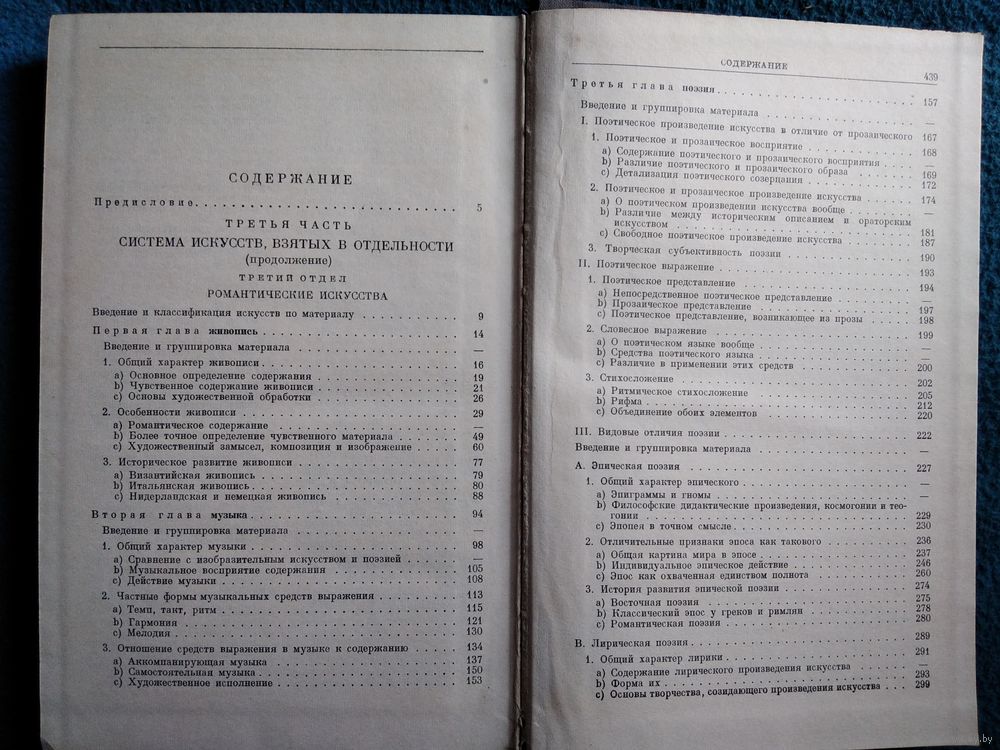 СОДЕРЖАНИЕ
Предисловие. 5
ТРЕТЬЯ ЧАСТЬ
СИСТЕМА ИСКУССТВ, ВЗЯТЫХ В ОТДЕЛЬНОСТИ
(продолжение)
ТРЕТИЙ ОТДЕЛ
РОМАНТИЧЕСКИЕ ИСКУССТВА
Введение и классификация искусств по материалу 9
Первая глава живопись. 14
Введение и группировка материала —
1. Общий характер живописи. 16
a) Основное определение содержания 19
b) Чувственное содержание живописи 21
c) Основы художественной обработки 26
2. Особенности живописи 29
a) Романтическое содержание —
b) Более точное определение чувственного материала 49
c) Художественный замысел, композиция и изображение 60
3. Историческое развитие живописи 77
a) Византийская живопись 79
b) Итальянская живопись. 80
c) Нидерландская и немецкая живопись 88
Вторая глава музыка. 94
Введение и группировка материала —
1. Общий характер музыки 98
a) Сравнение с изобразительным искусством и поэзией —
b) Музыкальное восприятие содержания 105
c) Действие музыки 108
2. Частные формы музыкальных средств выражения 113
a) Темп, такт, ритм 115
b) Гармония 121
c) Мелодия 130
3. Отношение средств выражения в музыке к содержанию 134
a) Аккомпанирующая музыка 137
b) Самостоятельная музыка 150
c) Художественное исполнение 153
СОДЕРЖАНИЕ 439
Третья глава поэзия. 157
Введение и группировка материала —
I. Поэтическое произведение искусства в отличие от прозаического 167
1. Поэтическое и прозаическое восприятие 168
a) Содержание поэтического и прозаического восприятия —
b) Различие поэтического и прозаического образа 169
c) Детализация поэтического созерцания 172
2. Поэтическое и прозаическое произведение искусства 174
a) О поэтическом произведении искусства вообще —
b) Различие между историческим описанием и ораторским
искусством 181
c) Свободное поэтическое произведение искусства 187
3. Творческая субъективность поэзии 190
II. Поэтическое выражение 193
1. Поэтическое представление 194
a) Непосредственное поэтическое представление —
b) Прозаическое представление 197
c) Поэтическое представление, возникающее из прозы 198
2. Словесное выражение 199
a) О поэтическом языке вообще —
b) Средства поэтического языка —
c) Различие в применении этих средств 200
3. Стихосложение 202
a) Ритмическое стихосложение 205
b) Рифма 212
c) Объединение обоих элементов 220
III. Видовые отличия поэзии 222
Введение и группировка материала —
A. Эпическая поэзия 227
1. Общий характер эпического —
a) Эпиграммы и гномы —
b) Философские дидактические произведения, космогонии и тео-
гонии 229
c) Эпопея в точном смысле. 230
2. Отличительные признаки эпоса как такового 236
a) Общая картина мира в эпосе 237
b) Индивидуальное эпическое действие 246
c) Эпос как охваченная единством полнота 260
3. История развития эпической поэзии 274
a) Восточная поэзия 275
b) Классический эпос у греков и римлян 278
c) Романтическая поэзия 280
B. Лирическая поэзия. 289
1. Общий характер лирики 291
a) Содержание лирического произведения искусства —
b) Форма их 293
c) Основы творчества, созидающего произведения искусства 299